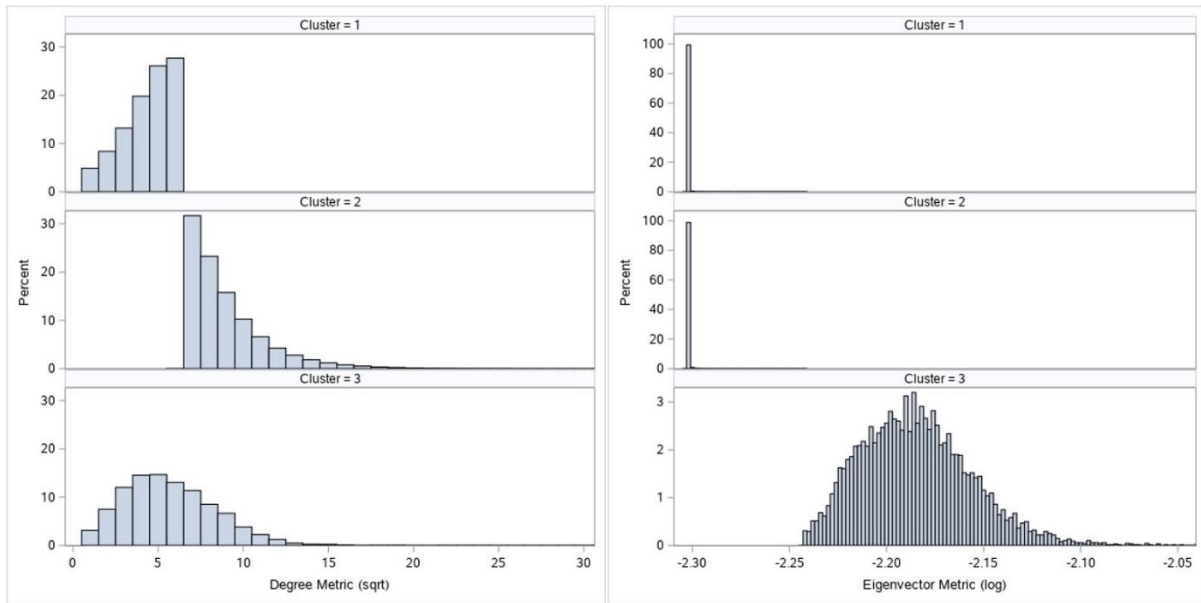 Cluster = 1
30
20
10
0
Cluster = 2
30
20
10
0
Cluster = 3
30
20
10
0
Percent
0 5 10 15 20 25 30
Degree Metric (sqrt)
Cluster = 1
100
80
60
40
20
0
Cluster = 2
100
80
60
40
20
0
Cluster = 3
3
2
1
0
Percent
-2.30 -2.25 -2.20 -2.15 -2.10 -2.05
Eigenvector Metric (log)